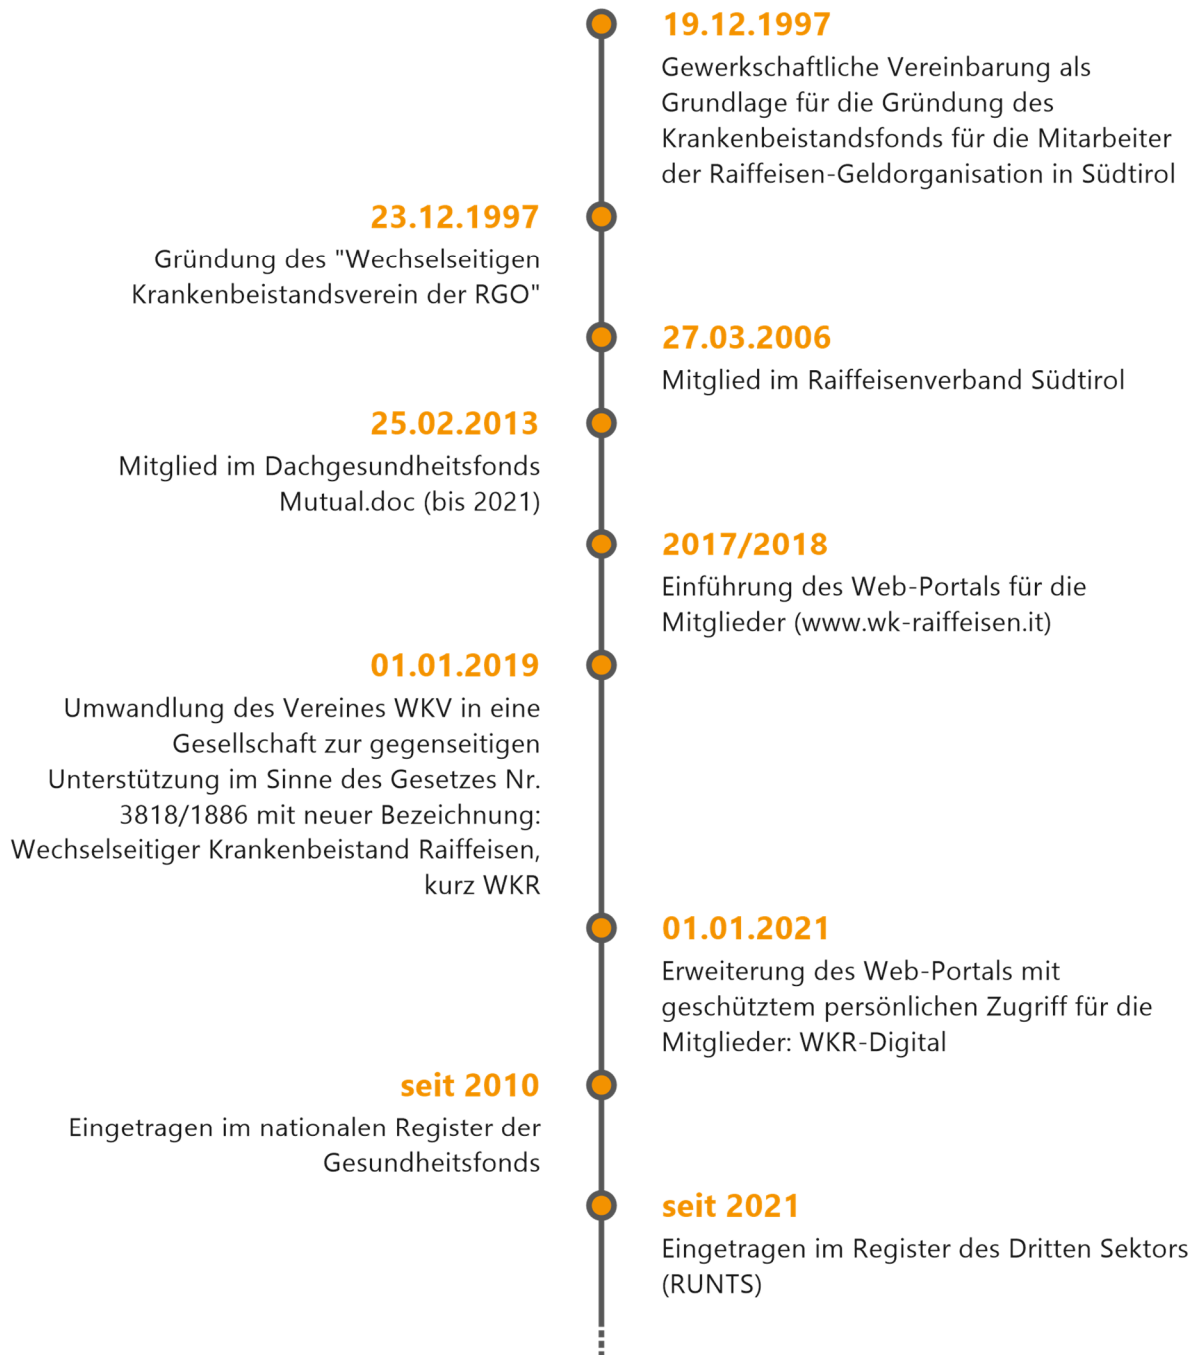 19.12.1997
Gewerkschaftliche Vereinbarung als
Grundlage für die Gründung des
Krankenbeistandsfonds für die Mitarbeiter
der Raiffeisen-Geldorganisation in Südtirol
23.12.1997
Gründung des "Wechselseitigen
Krankenbeistandsverein der RGO"
27.03.2006
Mitglied im Raiffeisenverband Südtirol
25.02.2013
Mitglied im Dachgesundheitsfonds
Mutual.doc (bis 2021)
2017/2018
Einführung des Web-Portals für die
Mitglieder (www.wk-raiffeisen.it)
01.01.2019
Umwandlung des Vereines WKV in eine
Gesellschaft zur gegenseitigen
Unterstützung im Sinne des Gesetzes Nr.
3818/1886 mit neuer Bezeichnung:
Wechselseitiger Krankenbeistand Raiffeisen,
kurz WKR
01.01.2021
Erweiterung des Web-Portals mit
geschütztem persönlichen Zugriff für die
Mitglieder: WKR-Digital
seit 2010
Eingetragen im nationalen Register der
Gesundheitsfonds
seit 2021
Eingetragen im Register des Dritten Sektors
(RUNTS)